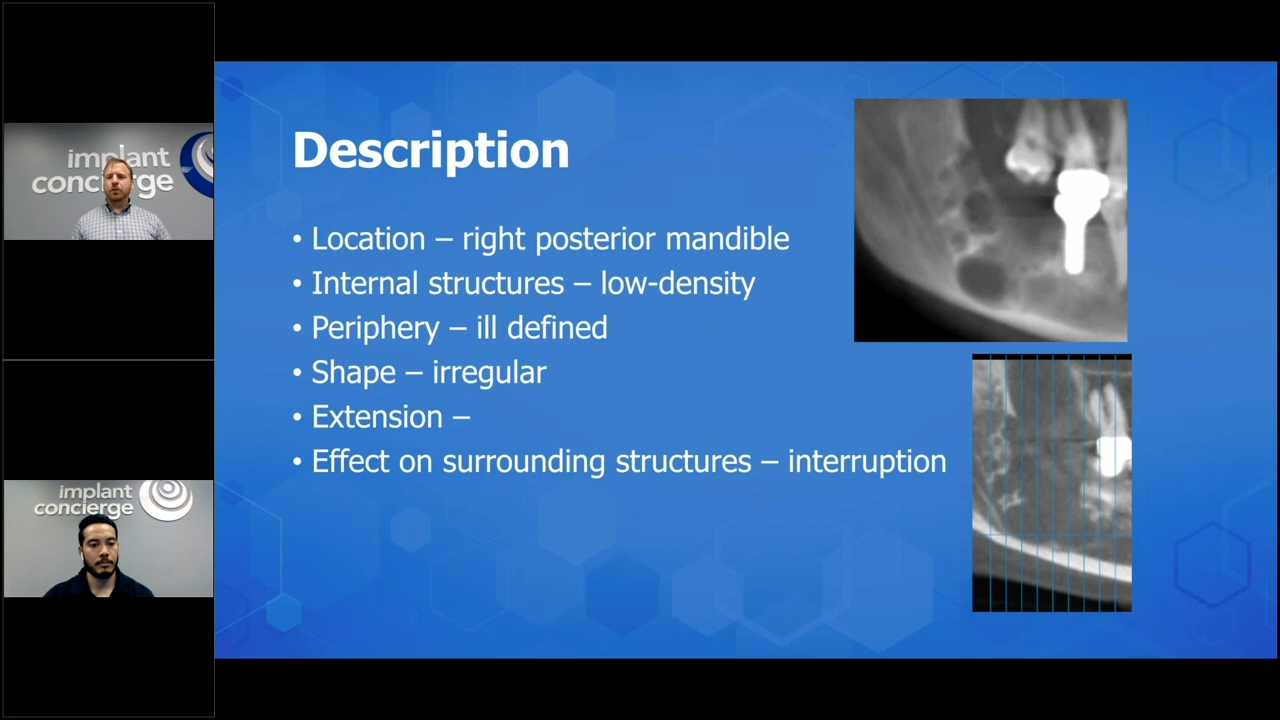 implant
concierge
implant
concierge
Description
• Location – right posterior mandible
• Internal structures – low-density
• Periphery – ill defined
• Shape – irregular
• Extension –
• Effect on surrounding structures – interruption